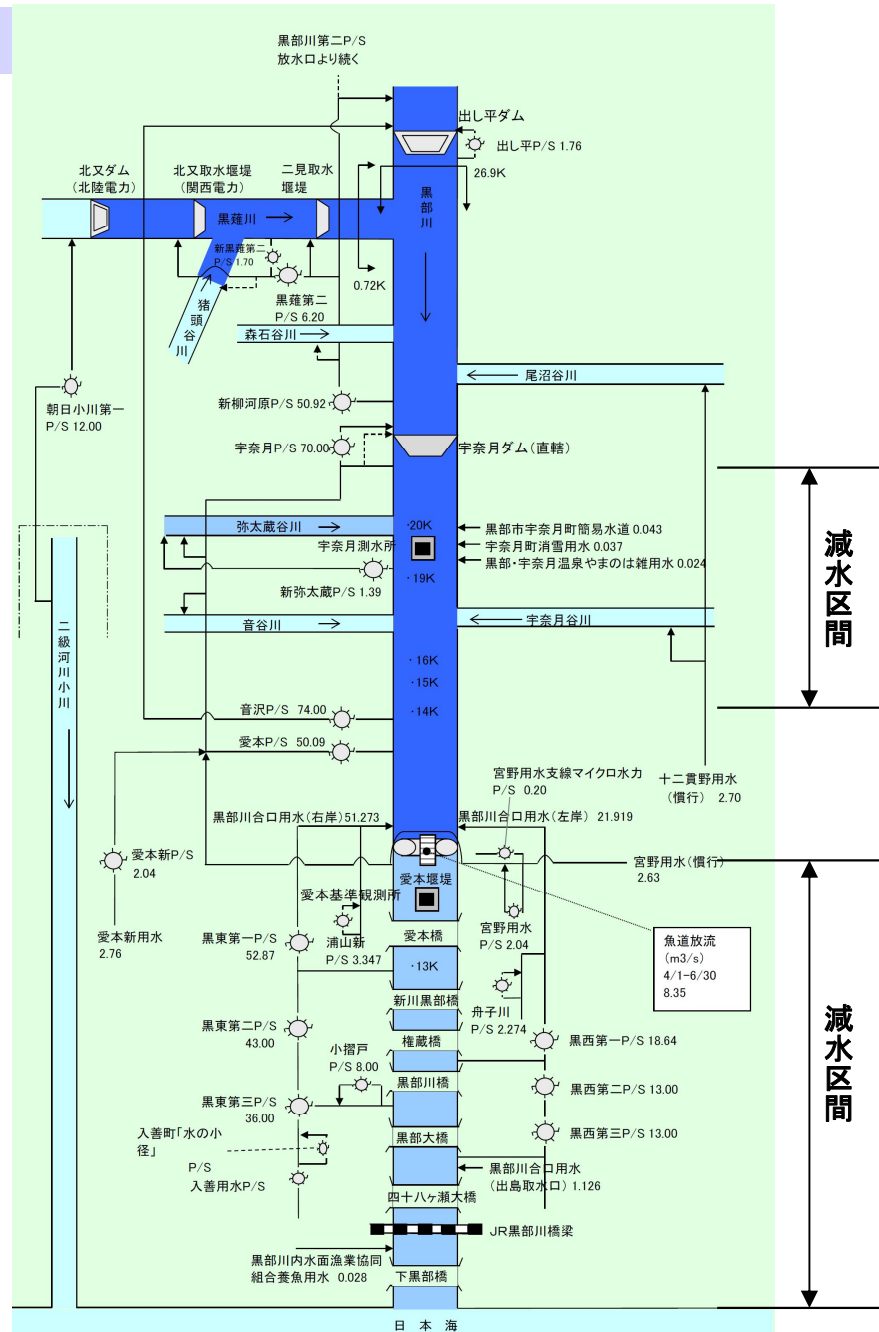 黒部川第二P/S
放水口より続く
出し平ダム
出し平P/S 1.76
26.9K
北又ダム
(北陸電力)
北又取水堰堤
(関西電力)
二見取水
堰堤
黒薙川
黒部川
新黒薙第二
P/S 1.70
0.72K
猪頭谷川
黒薙第二
P/S 6.20
森石谷川
尾沼谷川
朝日小川第一
P/S 12.00
新柳河原P/S 50.92
宇奈月P/S 70.00
宇奈月ダム(直轄)
弥太蔵谷川
・20K
黒部市宇奈月町簡易水道 0.043
宇奈月測水所
宇奈月町消雪用水 0.037
黒部・宇奈月温泉やまのは雑用水 0.024
・19K
新弥太蔵P/S 1.39
減水区間
音谷川
宇奈月谷川
二級河川小川
・16K
・15K
・14K
音沢P/S 74.00
愛本P/S 50.09
宮野用水支線マイクロ水力
P/S 0.20
十二貫野用水
(慣行) 2.70
黒部川合口用水(右岸)51.273
黒部川合口用水(左岸) 21.919
愛本新P/S
2.04
宮野用水(慣行)
2.63
愛本堰堤
愛本基準観測所
愛本新用水
2.76
黒東第一P/S
52.87
浦山新
P/S 3.347
愛本橋
宮野用水
P/S 2.04
魚道放流
(m3/s)
4/1-6/30
8.35
・13K
新川黒部橋
舟子川
P/S 2.274
黒東第二P/S
43.00
権蔵橋
黒西第一P/S 18.64
減水区間
小摺戸
P/S 8.00
黒部川橋
黒西第二P/S 13.00
黒東第三P/S
36.00
入善町「水の小
径」
P/S
黒部大橋
黒西第三P/S 13.00
入善用水P/S
黒部川合口用水
(出島取水口) 1.126
四十八ヶ瀬大橋
JR黒部川橋梁
黒部川内水面漁業協同
組合養魚用水 0.028
下黒部橋
日 本 海